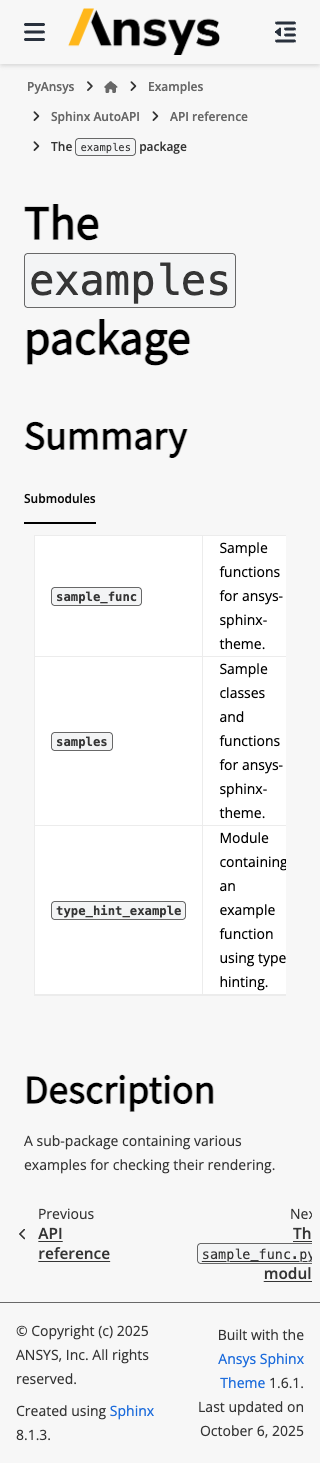 Ansys
PyAnsys > Examples
> Sphinx AutoAPI > API reference
> The examples package
The
examples
package
Summary
Submodules
sample_func
Sample
functions
for ansys-
sphinx-
theme.
samples
Sample
classes
and
functions
for ansys-
sphinx-
theme.
type_hint_example
Module
containing
an
example
function
using type
hinting.
Description
A sub-package containing various
examples for checking their rendering.
Previous
API
reference
Nex
Th
sample_func.py
modul
© Copyright (c) 2025
ANSYS, Inc. All rights
reserved.
Created using Sphinx
8.1.3.
Built with the
Ansys Sphinx
Theme 1.6.1.
Last updated on
October 6, 2025